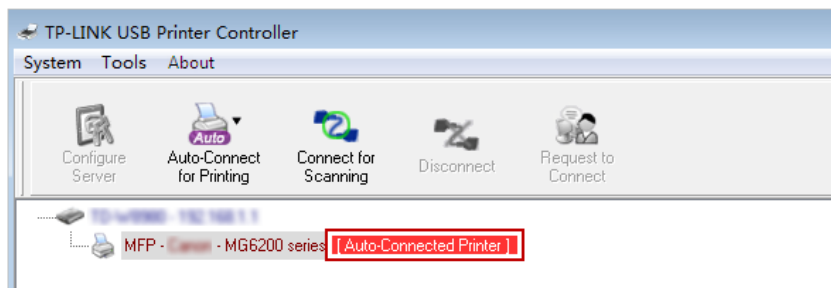 TP-LINK USB Printer Controller
System Tools About
Auto
Configure Server
Auto-Connect for Printing
Connect for Scanning
Disconnect
Request to Connect
MFP - - MG6200 series [ Auto-Connected Printer ]